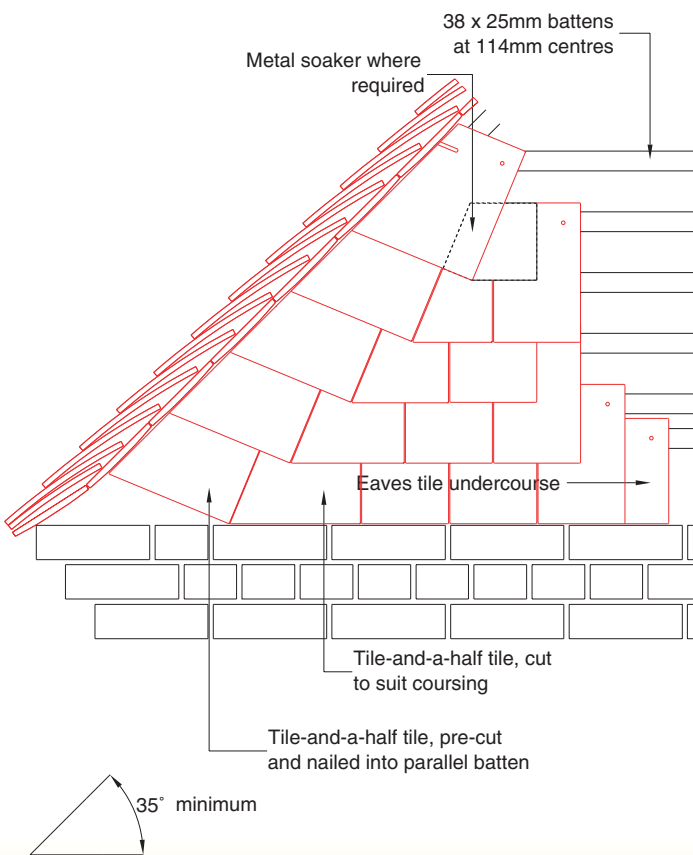 38 x 25mm battens
at 114mm centres
Metal soaker where
required
Eaves tile undercourse
Tile-and-a-half tile, cut
to suit coursing
Tile-and-a-half tile, pre-cut
and nailed into parallel batten
35° minimum